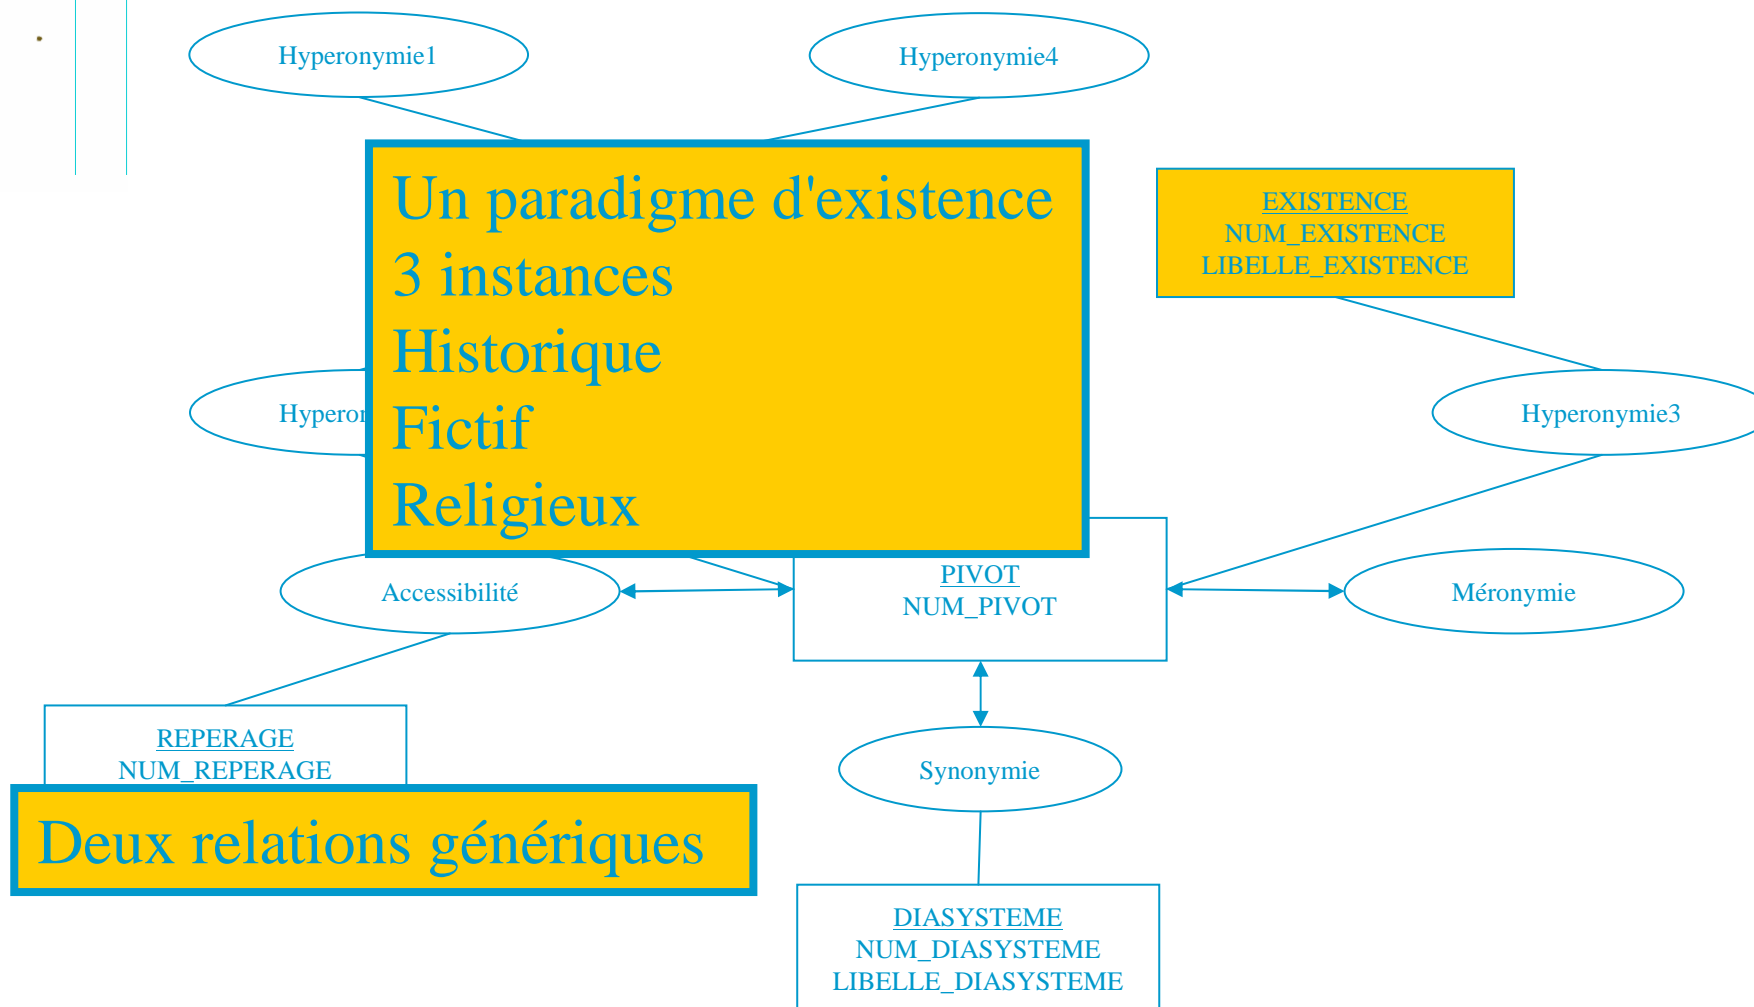 Hyperonymie1
Hyperonymie4
Un paradigme d'existence
3 instances
Historique
Fictif
Religieux
EXISTENCE
NUM_EXISTENCE
LIBELLE_EXISTENCE
Hyperonymie3
Accessibilité
PIVOT
NUM_PIVOT
Méronymie
REPERAGE
NUM_REPERAGE
Synonymie
Deux relations génériques
DIASYSTEME
NUM_DIASYSTEME
LIBELLE_DIASYSTEME